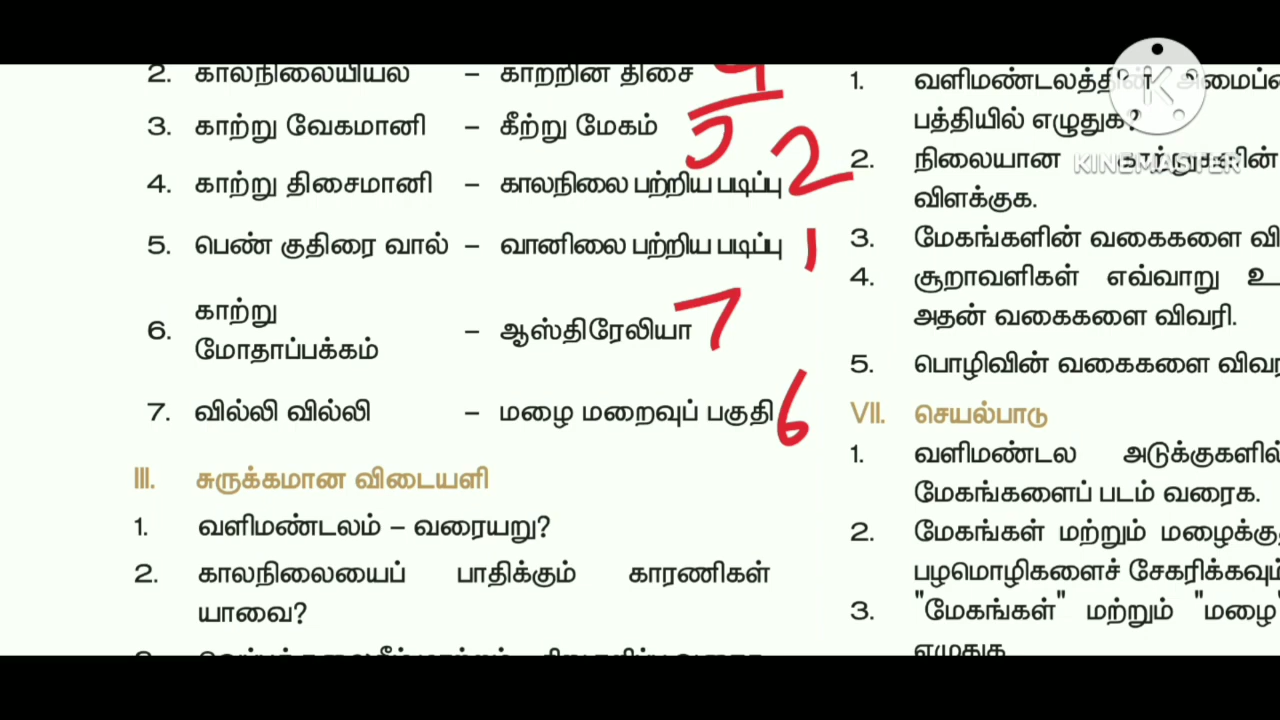 2. காலநிலையியல் – காற்றின் திசை 4
3. காற்று வேகமானி – கீற்று மேகம் 5
4. காற்று திசைமானி – காலநிலை பற்றிய படிப்பு 2
5. பெண் குதிரை வால் – வானிலை பற்றிய படிப்பு 1
6. காற்று
மோதாப்பக்கம் – ஆஸ்திரேலியா 7
7. வில்லி வில்லி – மழை மறைவுப் பகுதி 6
III. சுருக்கமான விடையளி
1. வளிமண்டலம் – வரையறு?
2. காலநிலையைப் பாதிக்கும் காரணிகள்
யாவை?
1. வளிமண்டலத்தின்
பத்தியில் எழுதுக?
2. நிலையான காற்றுகளின்
விளக்குக.
3. மேகங்களின் வகைகளை வி
4. சூறாவளிகள் எவ்வாறு உ
அதன் வகைகளை விவரி.
5. பொழிவின் வகைகளை விவர
VII. செயல்பாடு
1. வளிமண்டல அடுக்குகளில்
மேகங்களைப் படம் வரைக.
2. மேகங்கள் மற்றும் மழைக்கு
பழமொழிகளைச் சேகரிக்கவும்
3. "மேகங்கள்" மற்றும் "மழை"
எழுதுக
KINEMASTER